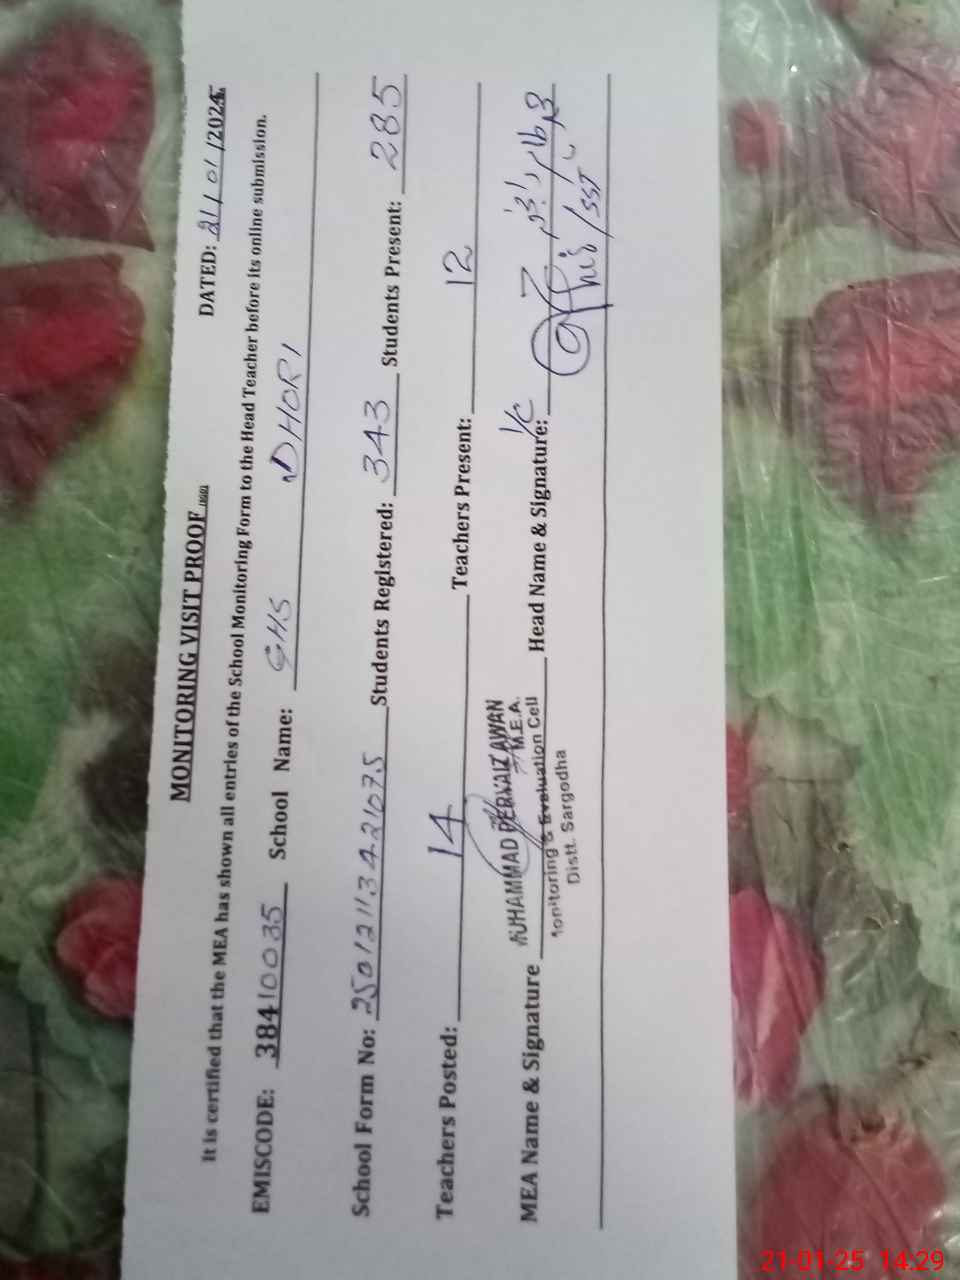 MONITORING VISIT PROOF
DATED: 21/01/2024
It is certified that the MEA has shown all entries of the School Monitoring Form to the Head Teacher before its online submission.
EMISCODE: 38410035 School Name: GHS DHORI
School Form No: 25012113421075 Students Registered: 343 Students Present: 285
Teachers Posted: 14 Teachers Present: 12
MEA Name & Signature MUHAMMAD PERVAIZ AWAN Head Name & Signature: I/C
M.E.A.
Monitoring & Evaluation Cell
Distt. Sargodha
SST
21-01-25 14:29